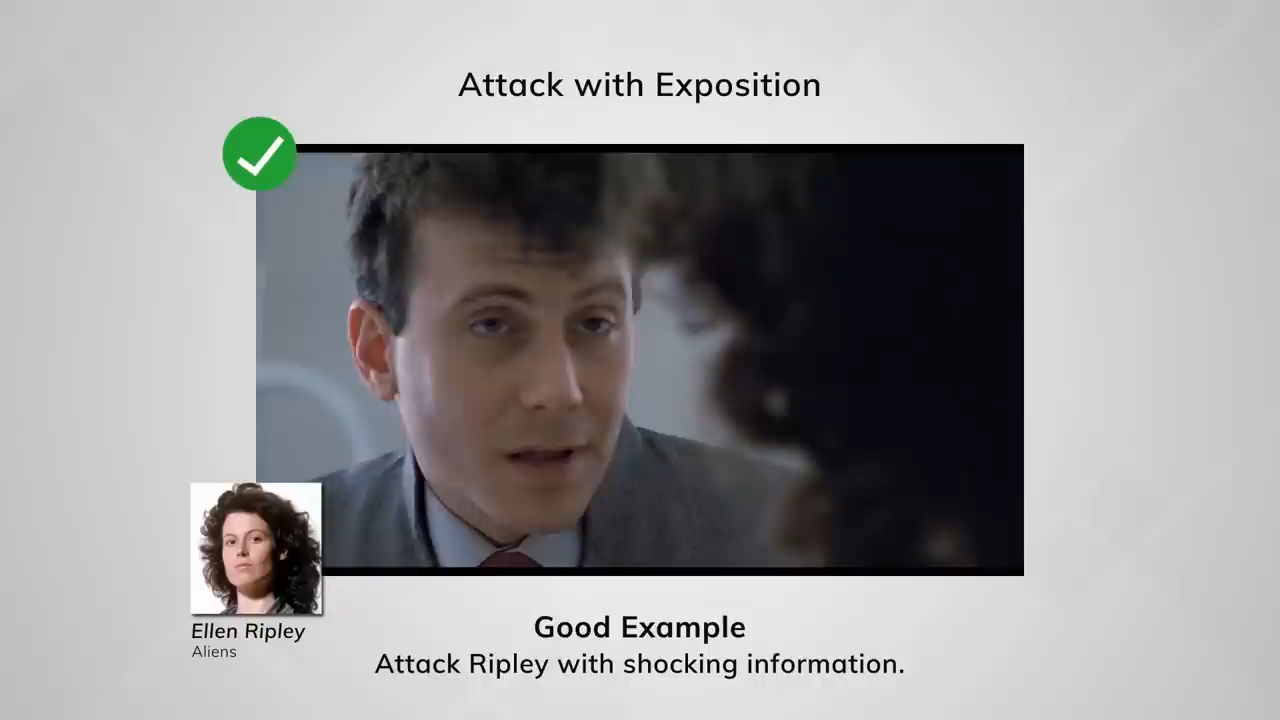 Attack with Exposition
Ellen Ripley
Aliens
Good Example
Attack Ripley with shocking information.